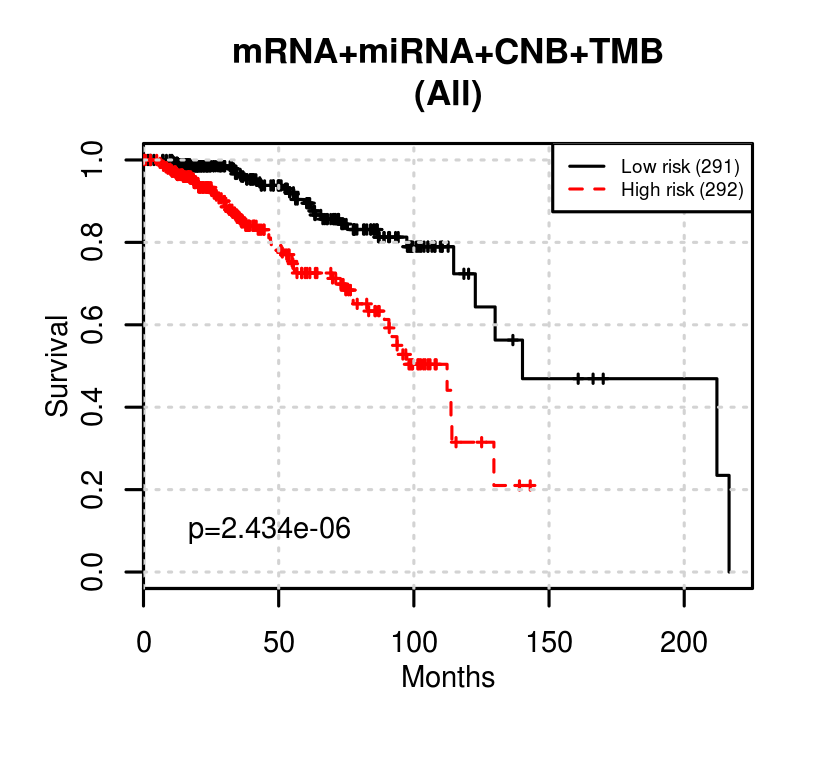 mRNA+miRNA+CNB+TMB
(All)
Low risk (291)
High risk (292)
Survival
1.0
0.8
0.6
0.4
0.2
0.0
p=2.434e-06
0 50 100 150 200
Months